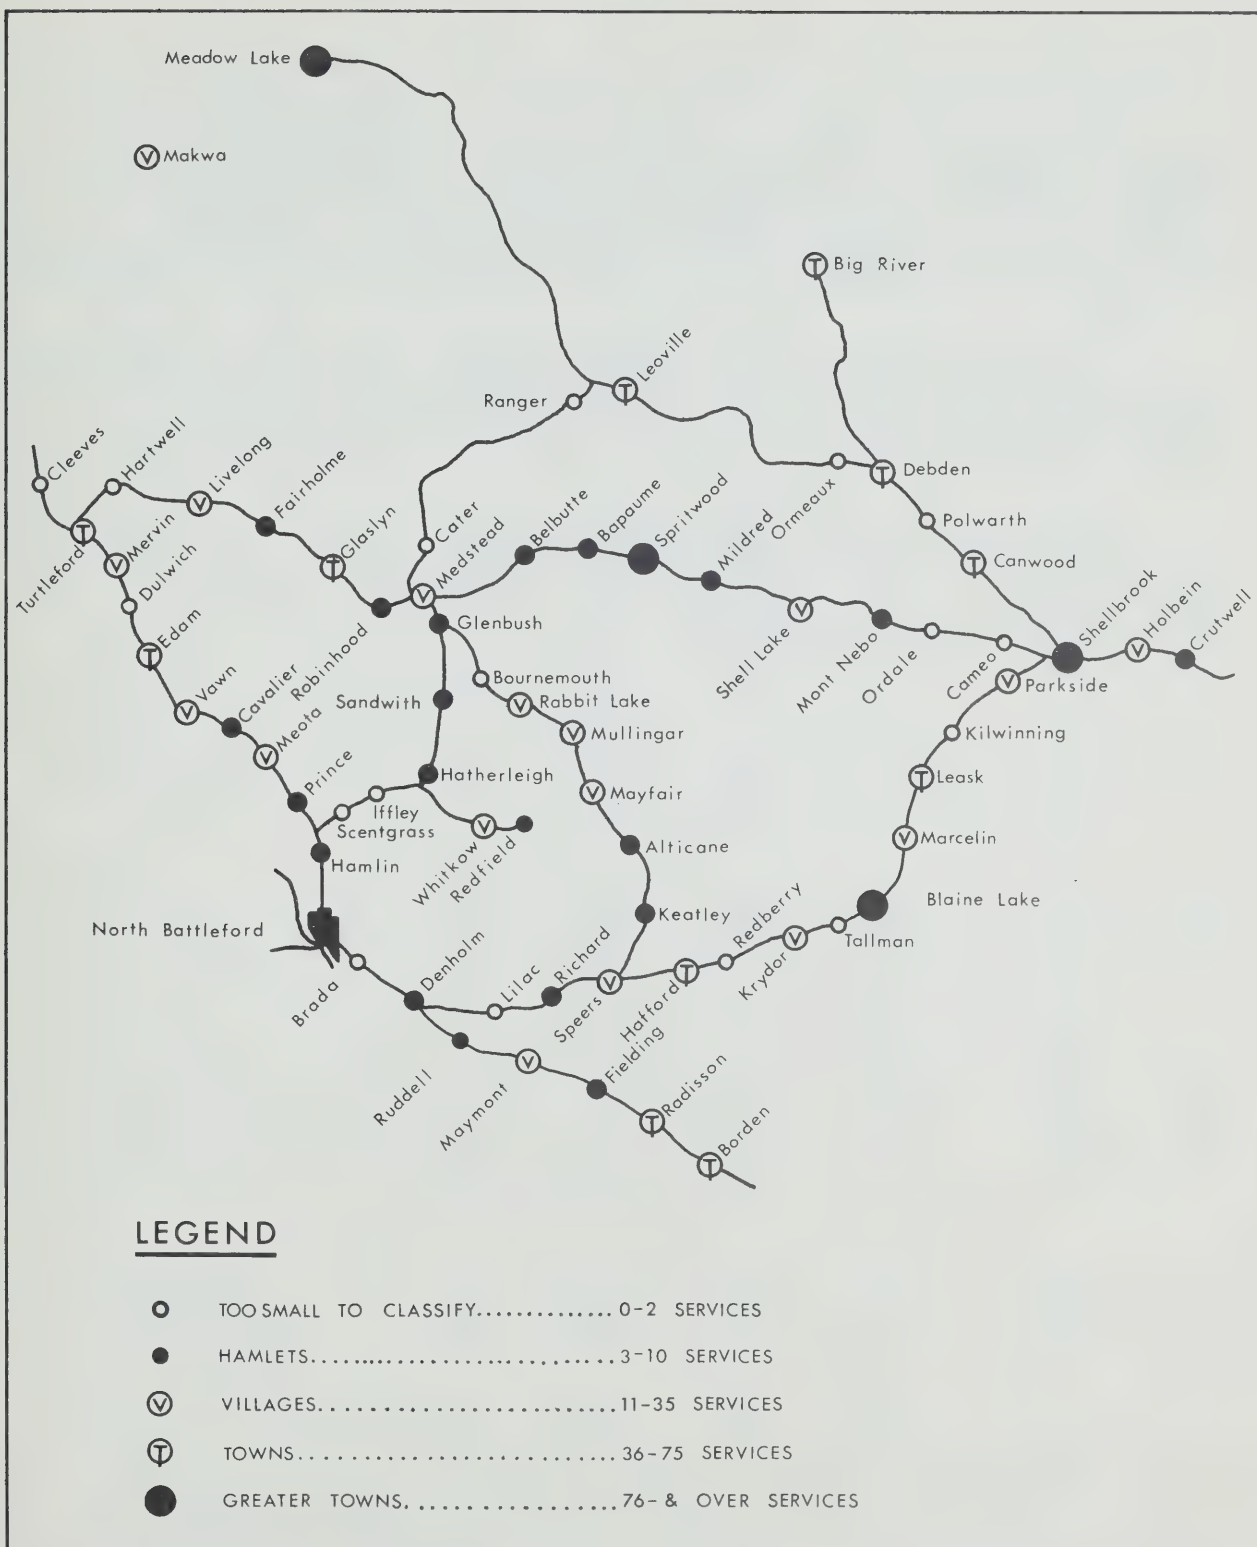 Meadow Lake
Makwa
Big River
Leoville
Ranger
Cleeves
Hartwell
Livelong
Fairholme
Glaslyn
Cater
Medstead
Belbutte
Bapaume
Spritwood
Mildred
Ormeaux
Debden
Polwarth
Canwood
Shellbrook
Holbein
Crutwell
Turtleford
Mervin
Dulwich
Edam
Vawn
Cavalier
Robinhood
Glenbush
Bournemouth
Sandwith
Rabbit Lake
Mullingar
Shell Lake
Mont Nebo
Ordale
Cameo
Parkside
Kilwinning
Meota
Prince
Hatherleigh
Iffley
Scentgrass
Mayfair
Leask
Hamlin
Whitkow
Redfield
Alticane
Marcelin
North Battleford
Keatley
Blaine Lake
Brada
Denholm
Lilac
Richard
Speers
Hafford
Redberry
Krydor
Tallman
Ruddell
Maymont
Fielding
Radisson
Borden
V
T
LEGEND
TOO SMALL TO CLASSIFY.............. 0-2 SERVICES
HAMLETS..............................3-10 SERVICES
V VILLAGES..........................11-35 SERVICES
T TOWNS............................36-75 SERVICES
GREATER TOWNS..................76-& OVER SERVICES